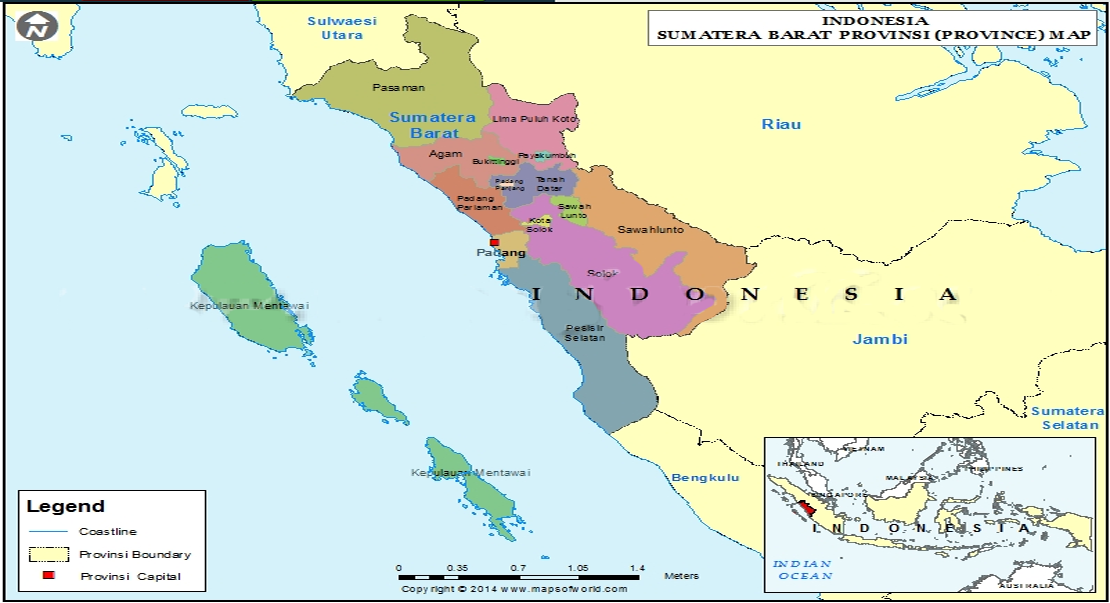 N
Sulwaesi
Utara
INDONESIA
SUMATERA BARAT PROVINSI (PROVINCE) MAP
Pasaman
Sumatera
Barat
Lima Puluh Koto
Riau
Agam
Bukittinggi
Payakumbuh
Padang
Panjang
Tanah
Datar
Padang
Pariaman
Sawah
Lunto
Kota
Solok
Sawahlunto
Padang
Solok
INDONESIA
Kepulauan Mentawai
Pesisir
Selatan
Jambi
Sumatera
Selatan
Kepulauan Mentawai
Bengkulu
Legend
Coastline
Provinsi Boundary
Provinsi Capital
0 0.35 0.7 1.05 1.4
Meters
Copyright © 2014 www.mapsofworld.com
VIETNAM
THAILAND
PHILIPPINES
MALAYSIA
SINGAPORE
INDONESIA
INDIAN
OCEAN
AUSTRALIA